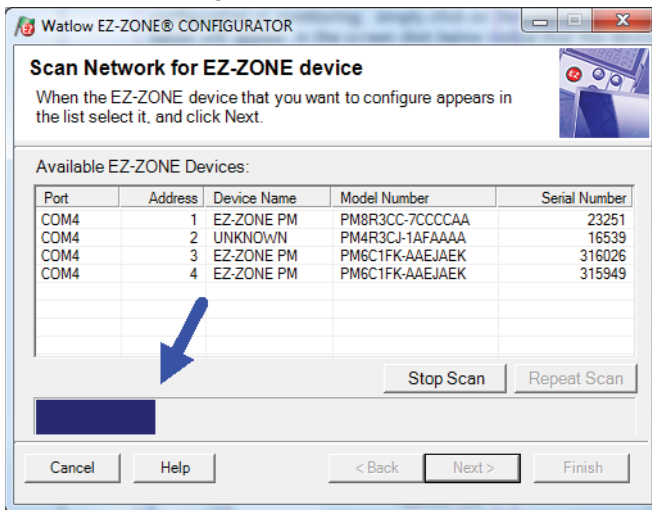 Watlow EZ-ZONE® CONFIGURATOR
Scan Network for EZ-ZONE device
When the EZ-ZONE device that you want to configure appears in
the list select it, and click Next.
Available EZ-ZONE Devices:
Port Address Device Name Model Number Serial Number
COM4 1 EZ-ZONE PM PM8R3CC-7CCCCAA 23251
COM4 2 UNKNOWN PM4R3CJ-1AFAAAA 16539
COM4 3 EZ-ZONE PM PM6C1FK-AAEJAEK 316026
COM4 4 EZ-ZONE PM PM6C1FK-AAEJAEK 315949
Stop Scan Repeat Scan
Cancel Help < Back Next > Finish